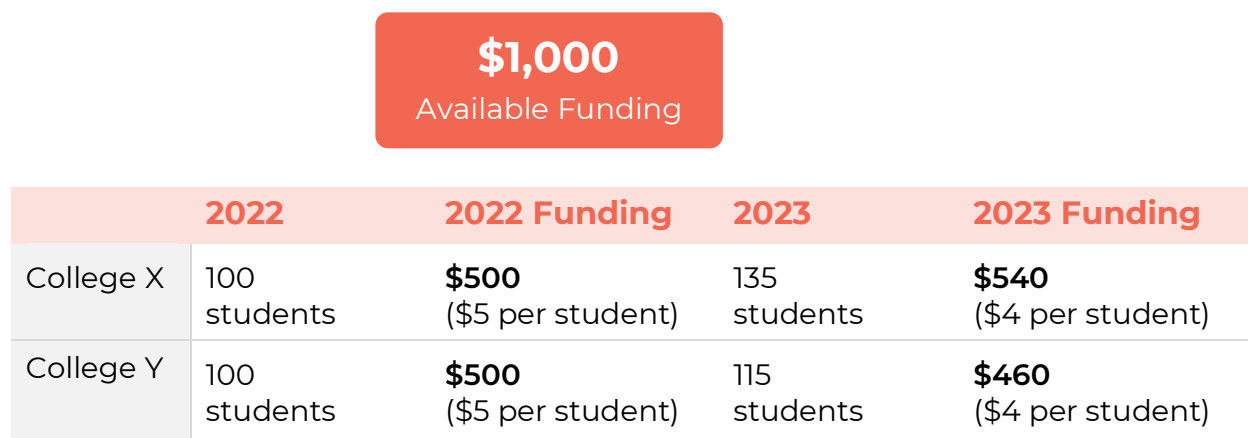 $1,000
Available Funding
2022 2022 Funding 2023 2023 Funding
College X 100 $500 135 $540
students ($5 per student) students ($4 per student)
College Y 100 $500 115 $460
students ($5 per student) students ($4 per student)